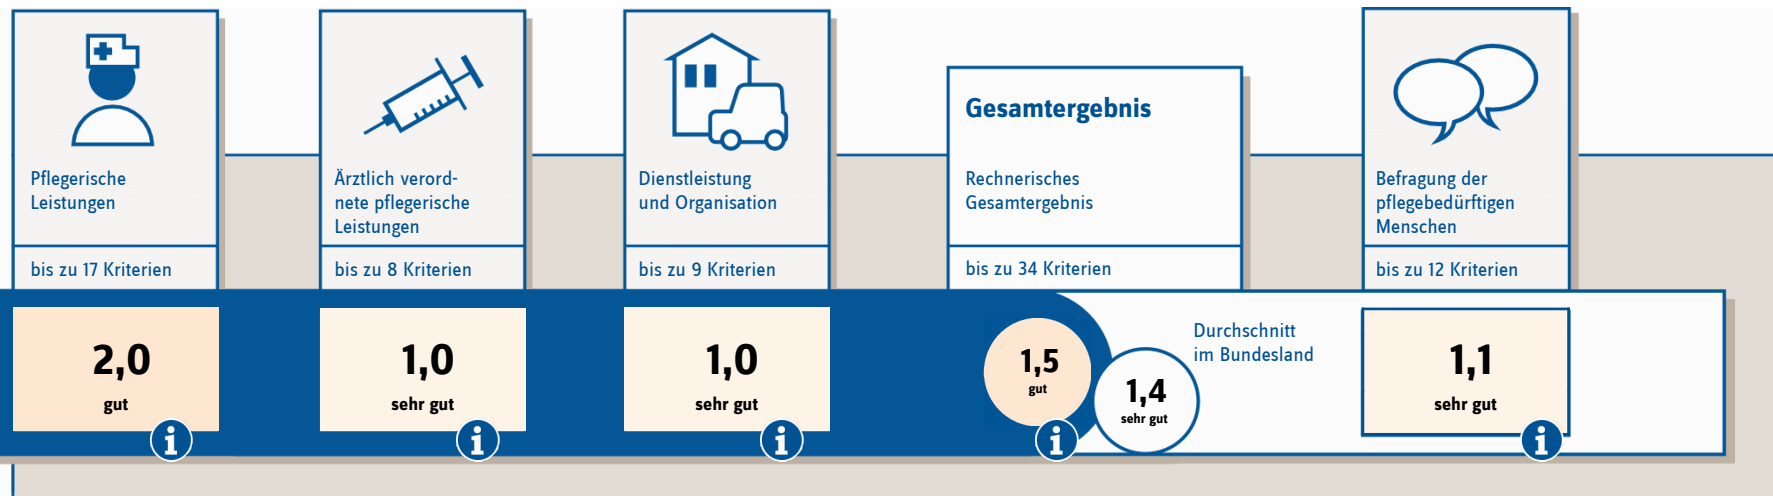 Pflegerische
Leistungen
bis zu 17 Kriterien
2,0
gut
i
Ärztlich verord-
nete pflegerische
Leistungen
bis zu 8 Kriterien
1,0
sehr gut
i
Dienstleistung
und Organisation
bis zu 9 Kriterien
1,0
sehr gut
i
Gesamtergebnis
Rechnerisches
Gesamtergebnis
bis zu 34 Kriterien
1,5
gut
i
1,4
sehr gut
Durchschnitt
im Bundesland
Befragung der
pflegebedürftigen
Menschen
bis zu 12 Kriterien
1,1
sehr gut
i